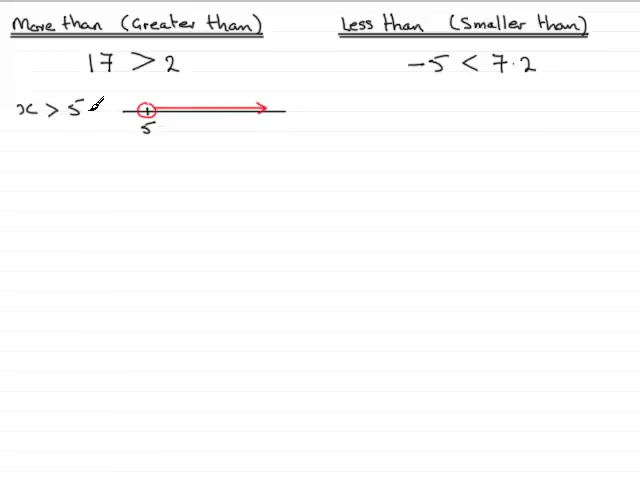 More than (Greater than)
17 > 2
x > 5
5
Less than (Smaller than)
-5 < 7.2